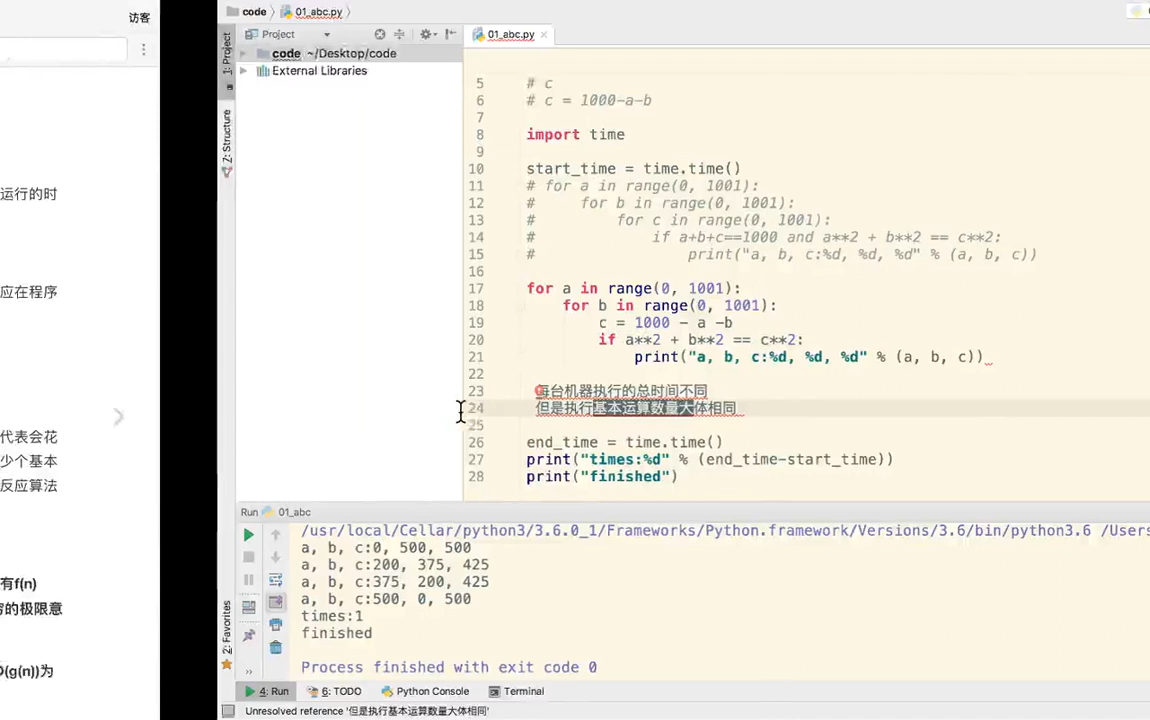 访客
运行的时
应在程序
代表会花
少个基本
反应算法
有f(n)
穷的极限意
O(g(n))为
code
01_abc.py
1: Project
7: Structure
2: Favorites
Project
code ~/Desktop/code
External Libraries
01_abc.py
5 # c
6 # c = 1000-a-b
7
8 import time
9
10 start_time = time.time()
11 # for a in range(0, 1001):
12 #     for b in range(0, 1001):
13 #         for c in range(0, 1001):
14 #             if a+b+c==1000 and a**2 + b**2 == c**2:
15 #                 print("a, b, c:%d, %d, %d" % (a, b, c))
16
17 for a in range(0, 1001):
18     for b in range(0, 1001):
19         c = 1000 - a -b
20         if a**2 + b**2 == c**2:
21             print("a, b, c:%d, %d, %d" % (a, b, c))
22
23 每台机器执行的总时间不同
24 但是执行基本运算数量大体相同
25
26 end_time = time.time()
27 print("times:%d" % (end_time-start_time))
28 print("finished")
Run 01_abc
/usr/local/Cellar/python3/3.6.0_1/Frameworks/Python.framework/Versions/3.6/bin/python3.6 /Users
a, b, c:0, 500, 500
a, b, c:200, 375, 425
a, b, c:375, 200, 425
a, b, c:500, 0, 500
times:1
finished
Process finished with exit code 0
4: Run
6: TODO
Python Console
Terminal
Unresolved reference '但是执行基本运算数量大体相同'